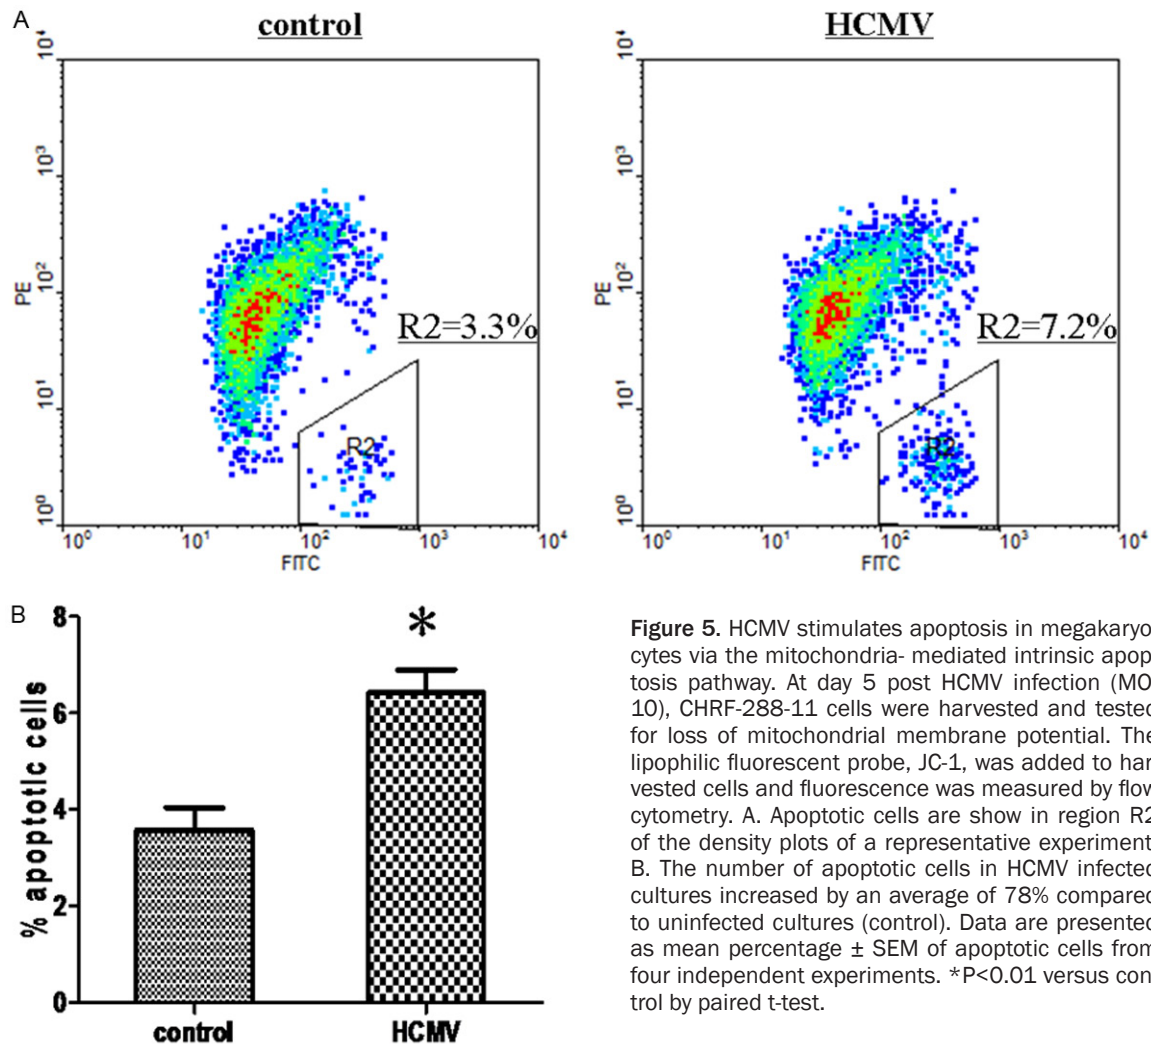 A
control
HCMV
10⁴
10³
10²
10¹
10⁰
PE
R2=3.3%
R2
10⁰
10¹
10²
10³
10⁴
FITC
10⁴
10³
10²
10¹
10⁰
PE
R2=7.2%
R2
10⁰
10¹
10²
10³
10⁴
FITC
B
8
6
4
2
0
% apoptotic cells
*
control
HCMV
Figure 5. HCMV stimulates apoptosis in megakaryo
cytes via the mitochondria- mediated intrinsic apop
tosis pathway. At day 5 post HCMV infection (MO
10), CHRF-288-11 cells were harvested and tested
for loss of mitochondrial membrane potential. The
lipophilic fluorescent probe, JC-1, was added to har
vested cells and fluorescence was measured by flow
cytometry. A. Apoptotic cells are show in region R2
of the density plots of a representative experiment
B. The number of apoptotic cells in HCMV infected
cultures increased by an average of 78% compared
to uninfected cultures (control). Data are presented
as mean percentage ± SEM of apoptotic cells from
four independent experiments. *P<0.01 versus con
trol by paired t-test.